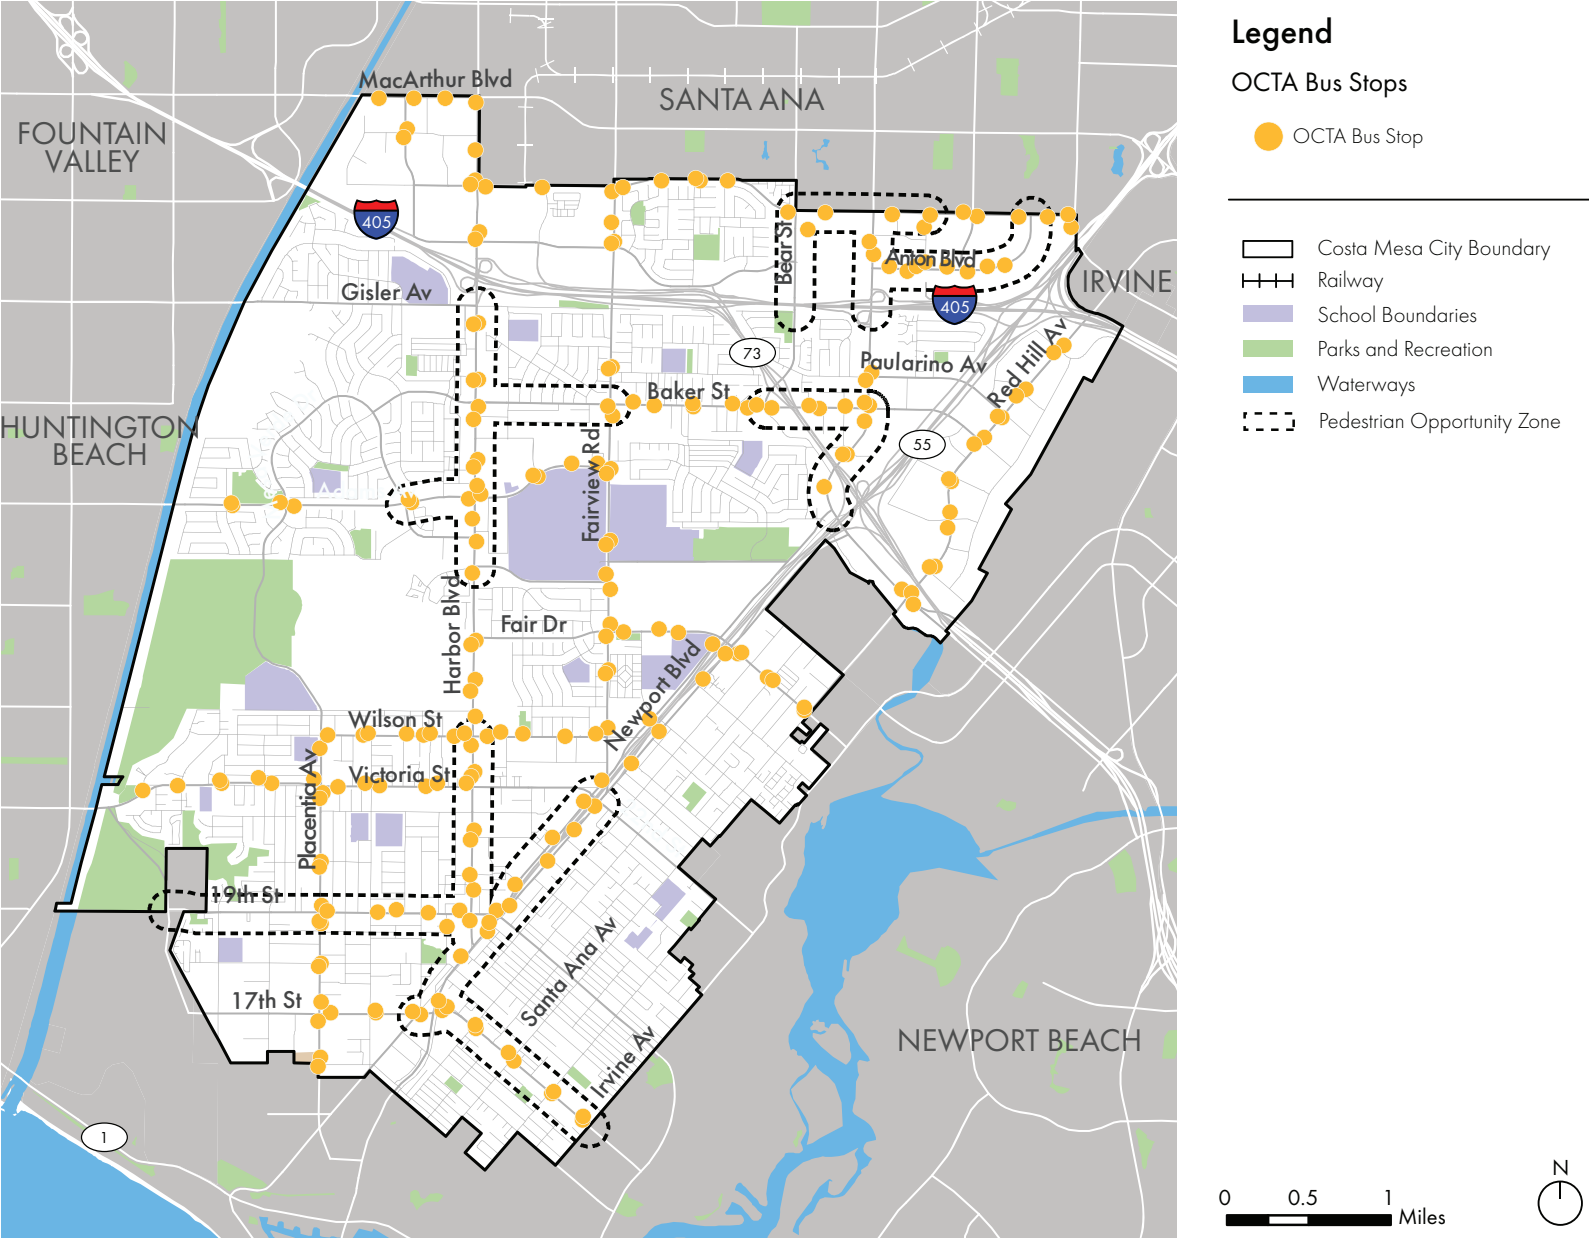 MacArthur Blvd
SANTA ANA
FOUNTAIN
VALLEY
405
Bear St
Anton Blvd
IRVINE
Gisler Av
405
73
Paularino Av
Red Hill Av
Baker St
HUNTINGTON
BEACH
Fairview Rd
55
Harbor Blvd
Fair Dr
Newport Blvd
Wilson St
Victoria St
Placentia Av
19th St
Santa Ana Av
17th St
Irvine Av
NEWPORT BEACH
1
Legend
OCTA Bus Stops
OCTA Bus Stop
Costa Mesa City Boundary
Railway
School Boundaries
Parks and Recreation
Waterways
Pedestrian Opportunity Zone
N
0 0.5 1
Miles